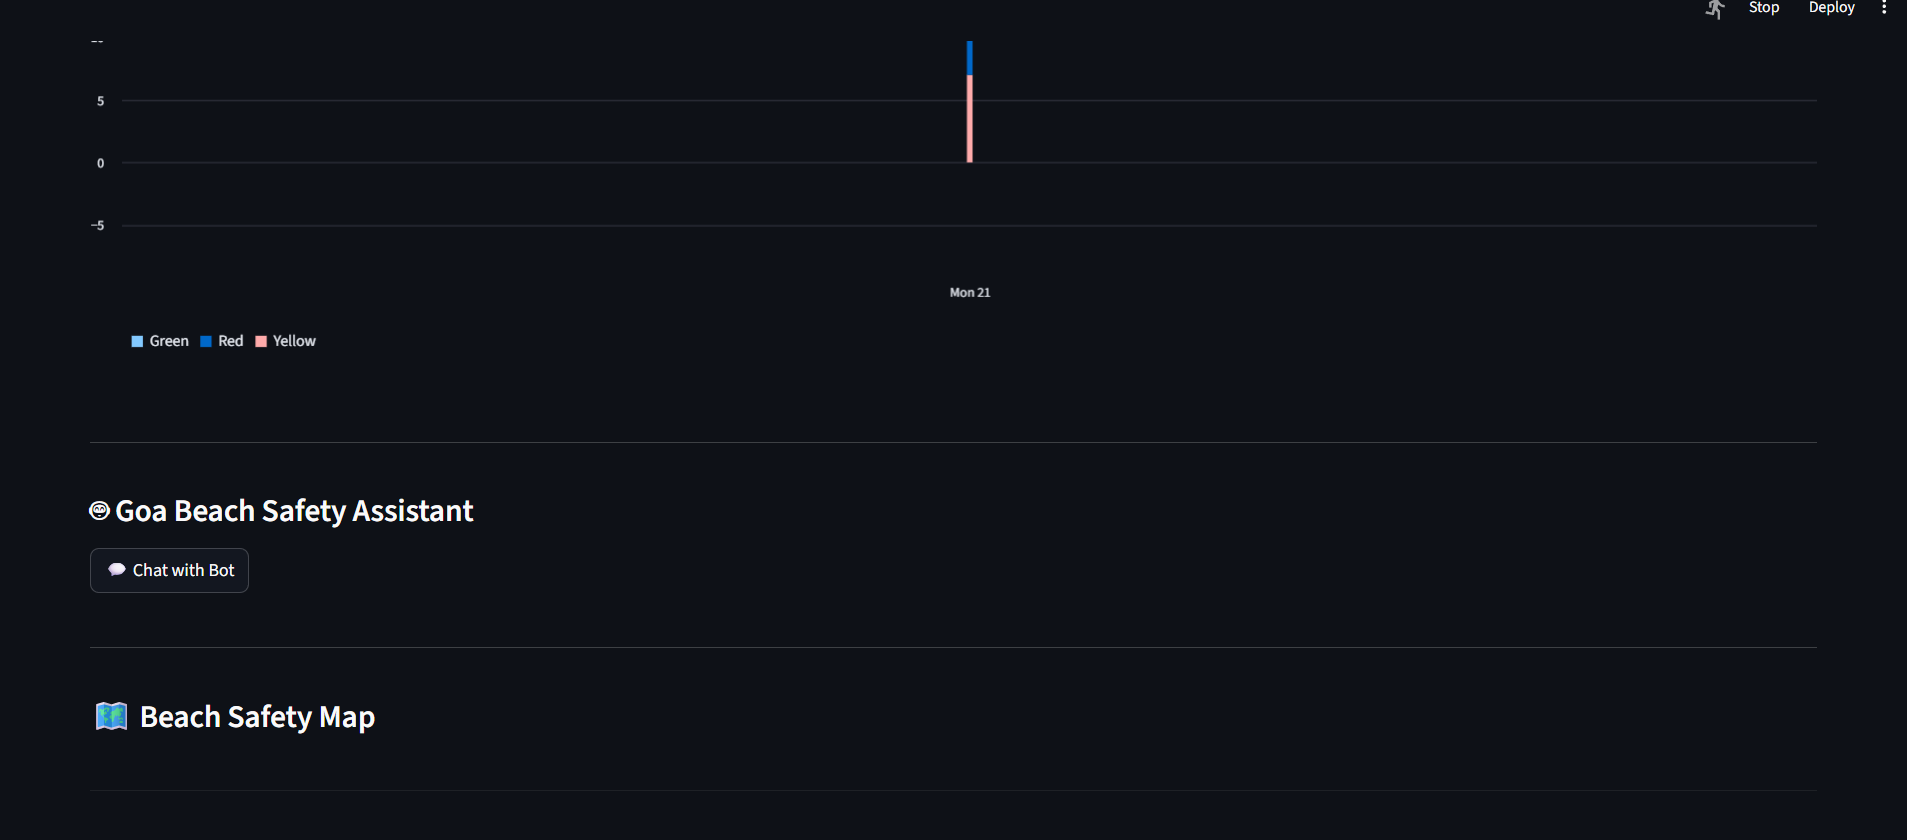 Stop Deploy
5
0
−5
Mon 21
Green Red Yellow
Goa Beach Safety Assistant
Chat with Bot
Beach Safety Map